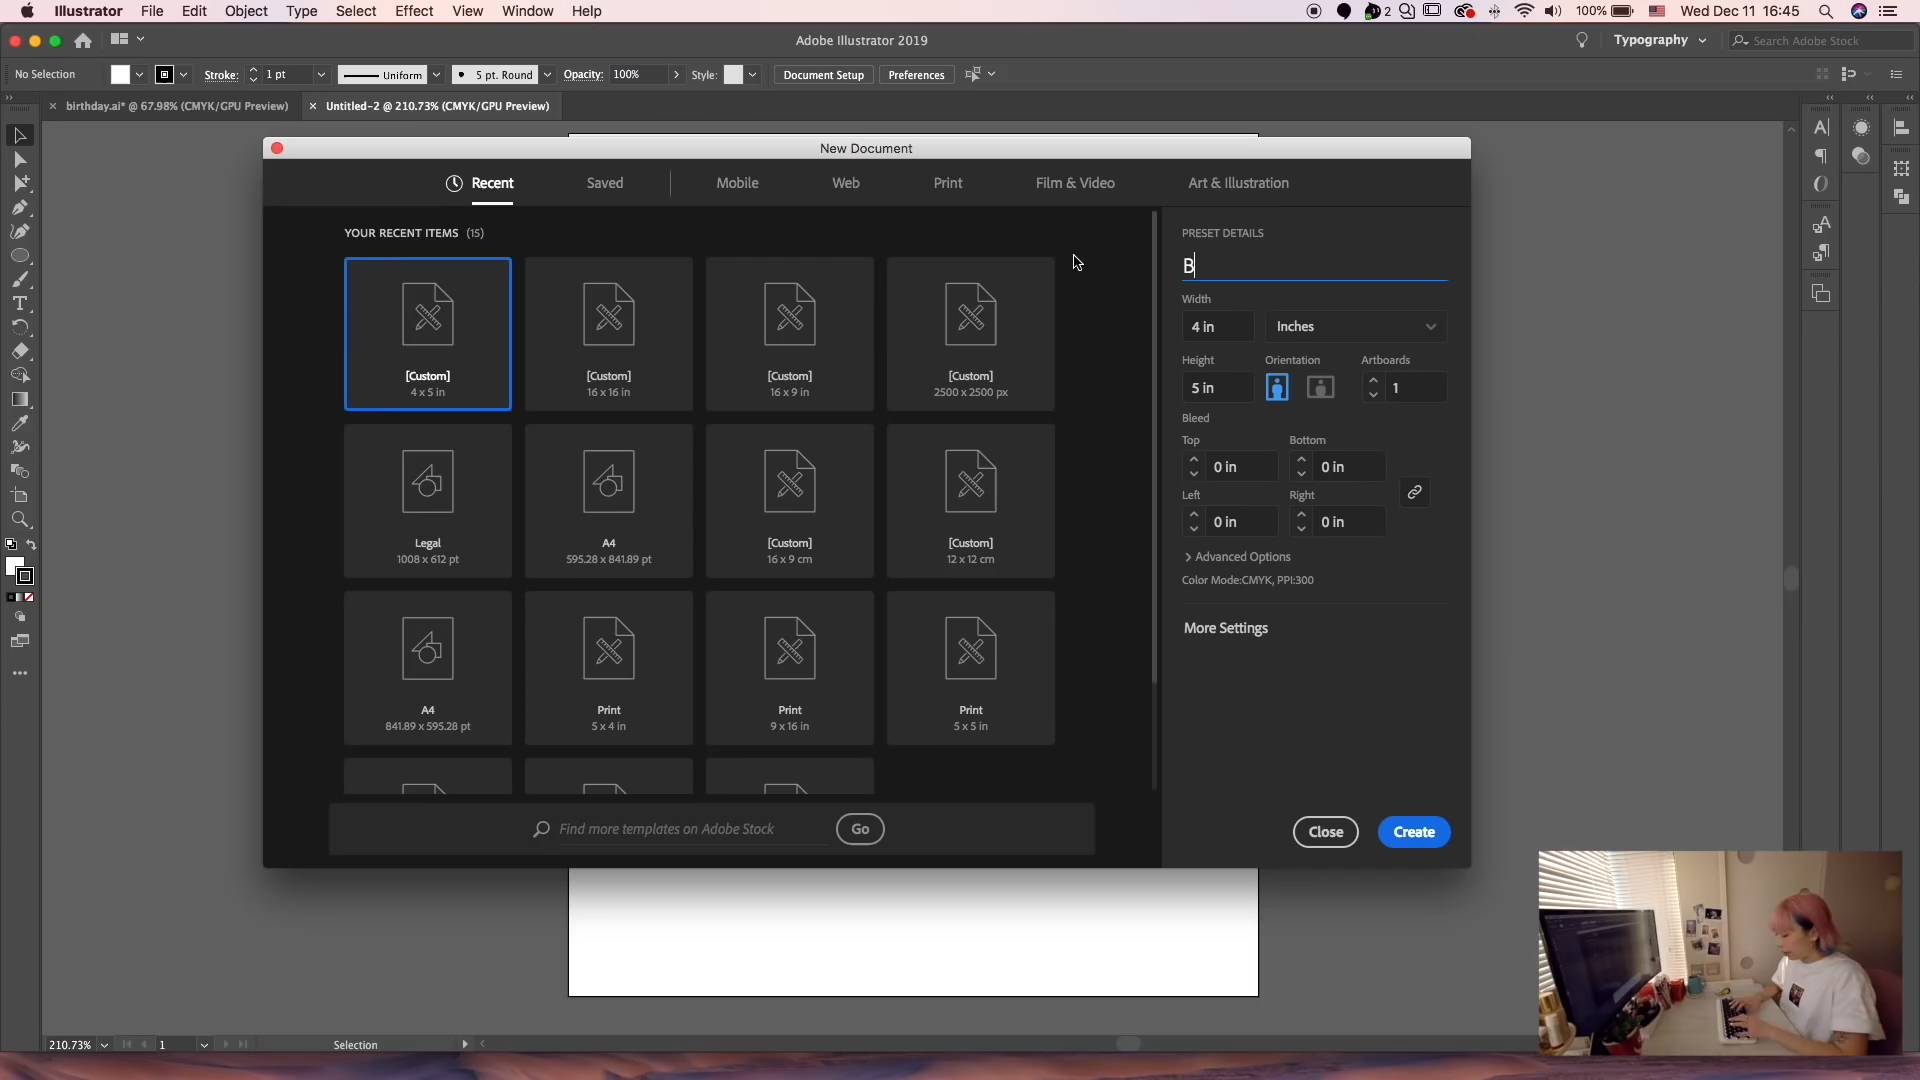 Illustrator File Edit Object Type Select Effect View Window Help 2 100% Wed Dec 11 16:45
Adobe Illustrator 2019 Typography Search Adobe Stock
No Selection Stroke: 1 pt Uniform 5 pt. Round Opacity: 100% Style: Document Setup Preferences
birthday.ai* @ 67.98% (CMYK/GPU Preview) Untitled-2 @ 210.73% (CMYK/GPU Preview)
New Document
Recent Saved Mobile Web Print Film & Video Art & Illustration
YOUR RECENT ITEMS (15)
[Custom] [Custom] [Custom] [Custom]
4 x 5 in 16 x 16 in 16 x 9 in 2500 x 2500 px
Legal A4 [Custom] [Custom]
1008 x 612 pt 595.28 x 841.89 pt 16 x 9 cm 12 x 12 cm
A4 Print Print Print
841.89 x 595.28 pt 5 x 4 in 9 x 16 in 5 x 5 in
Find more templates on Adobe Stock Go
PRESET DETAILS
B
Width
4 in Inches
Height Orientation Artboards
5 in 1
Bleed
Top Bottom
0 in 0 in
Left Right
0 in 0 in
Advanced Options
Color Mode:CMYK, PPI:300
More Settings
Close Create
210.73% 1 Selection